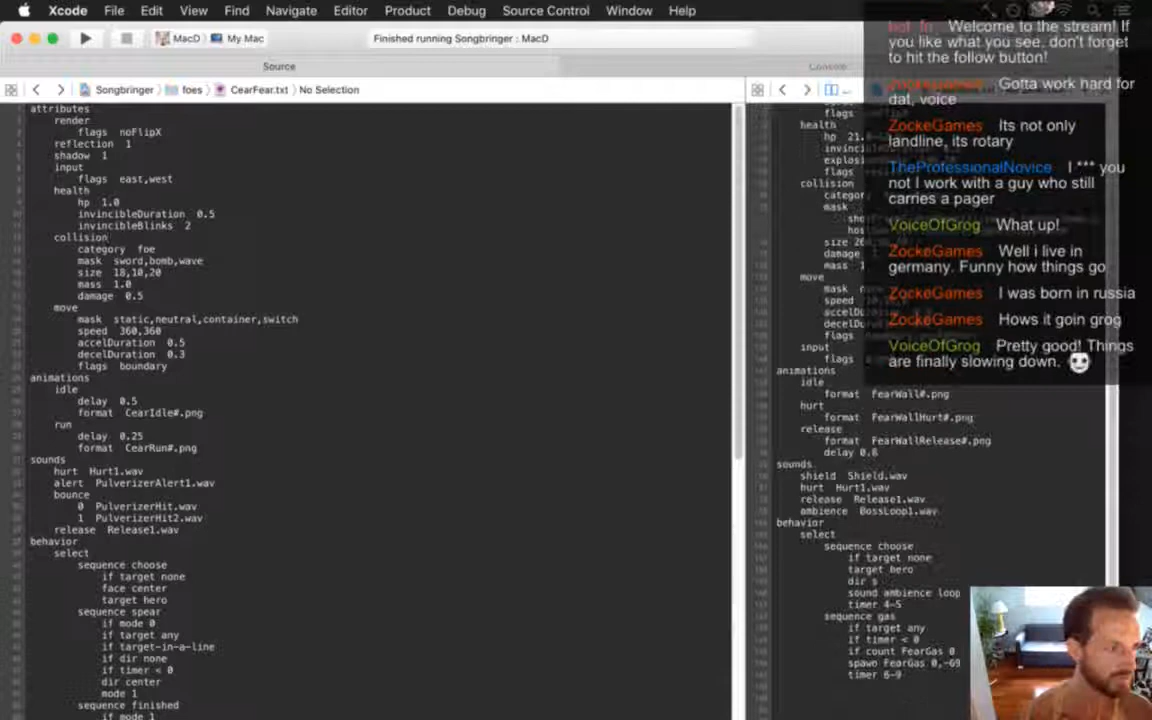 Xcode File Edit View Find Navigate Editor Product Debug Source Control Window Help
MacD My Mac
Finished running Songbringer : MacD
Source
Songbringer foes CearFear.txt No Selection
attributes
render
flags noFlipX
reflection 1
shadow 1
input
flags east,west
health
hp 1.0
invincibleDuration 0.5
invincibleBlinks 2
collision
category foe
mask sword,bomb,wave
size 18,10,20
mass 1.0
damage 0.5
move
mask static,neutral,container,switch
speed 360,360
accelDuration 0.5
decelDuration 0.3
flags boundary
animations
idle
delay 0.5
format CearIdle#.png
run
delay 0.25
format CearRun#.png
sounds
hurt Hurt1.wav
alert PulverizerAlert1.wav
bounce
0 PulverizerHit.wav
1 PulverizerHit2.wav
release Release1.wav
behavior
select
sequence choose
if target none
face center
target hero
sequence spear
if mode 0
if target any
if target-in-a-line
if dir none
if timer < 0
dir center
mode 1
sequence finished
if mode 1
Console
flags
health
hp 21.
flags
collision
mask
damage
mass 1
move
mask
speed
flags
input
flags
animations
idle
format FearWall#.png
hurt
format FearWallHurt#.png
release
format FearWallRelease#.png
delay 0.8
sounds
shield Shield.wav
hurt Hurt1.wav
release Release1.wav
ambience BossLoop1.wav
behavior
select
sequence choose
if target none
target hero
dir s
sound ambience loop
timer 4-5
sequence gas
if target any
if timer < 0
if count FearGas 0
spawn FearGas 0,-69
timer 6-9
Welcome to the stream! If
you like what you see, don't forget
to hit the follow button!
ZockeGames Gotta work hard for
dat, voice
ZockeGames Its not only
landline, its rotary
TheProfessionalNovice I *** you
not I work with a guy who still
carries a pager
VoiceOfGrog What up!
ZockeGames Well i live in
germany. Funny how things go
ZockeGames I was born in russia
ZockeGames Hows it goin grog
VoiceOfGrog Pretty good! Things
are finally slowing down.